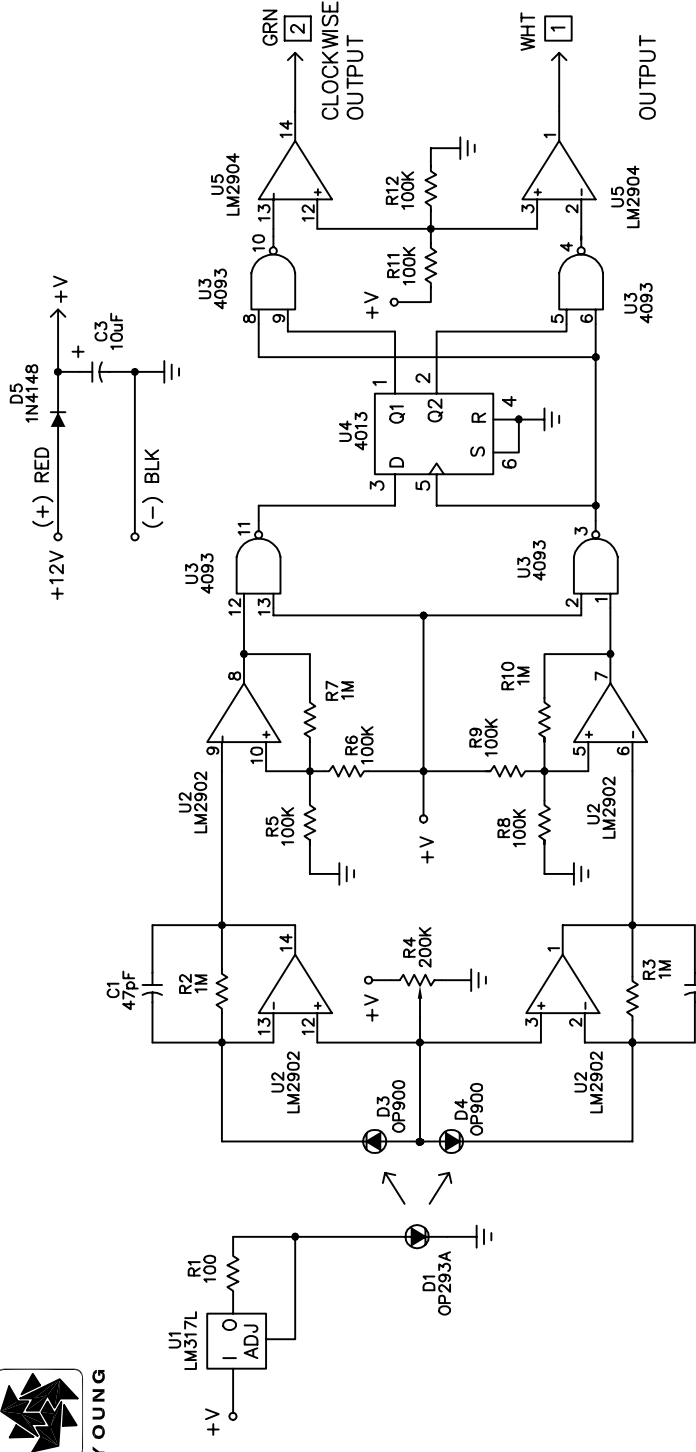 YOUNG
+V
U1
LM317L
I
O
ADJ
R1
100
D1
OP293A
D3
OP900
D4
OP900
C1
47pF
R2
1M
13
-
12
+
14
U2
LM2902
+V
R4
200K
3
+
2
-
1
U2
LM2902
R3
1M
U2
LM2902
9
-
10
+
8
R5
100K
R7
1M
R6
100K
+V
R9
100K
R10
1M
R8
100K
5
+
6
-
7
U2
LM2902
U3
4093
12
13
11
U3
4093
2
1
3
+12V
(+) RED
D5
1N4148
+V
+
C3
10uF
(-) BLK
U4
4013
3
D
Q1
1
5
Q2
2
S
R
6
4
U3
4093
8
9
10
U3
4093
5
6
4
+V
R11
100K
R12
100K
U5
LM2904
13
-
12
+
14
GRN
2
CLOCKWISE
OUTPUT
3
+
2
-
1
U5
LM2904
WHT
1
OUTPUT